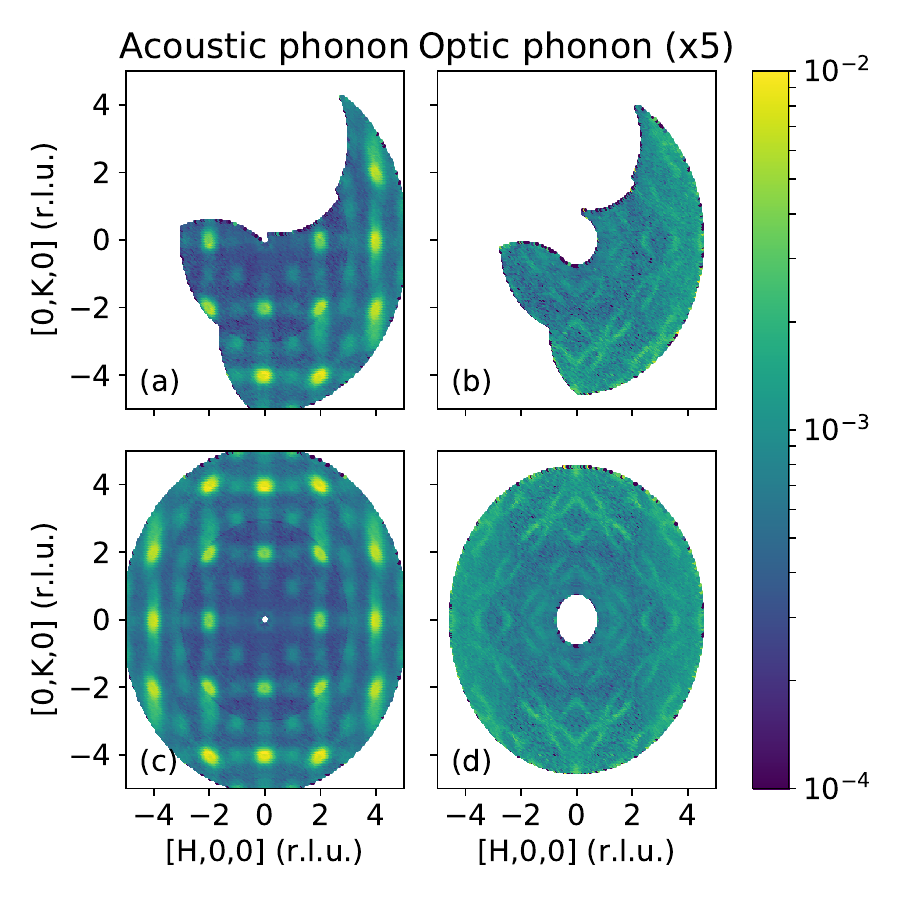 Acoustic phonon Optic phonon (x5)
10⁻²
4
2
0
−2
−4
[0,K,0] (r.l.u.)
(a)
(b)
10⁻³
4
2
0
−2
−4
[0,K,0] (r.l.u.)
(c)
(d)
10⁻⁴
−4 −2 0 2 4
−4 −2 0 2 4
[H,0,0] (r.l.u.)
[H,0,0] (r.l.u.)